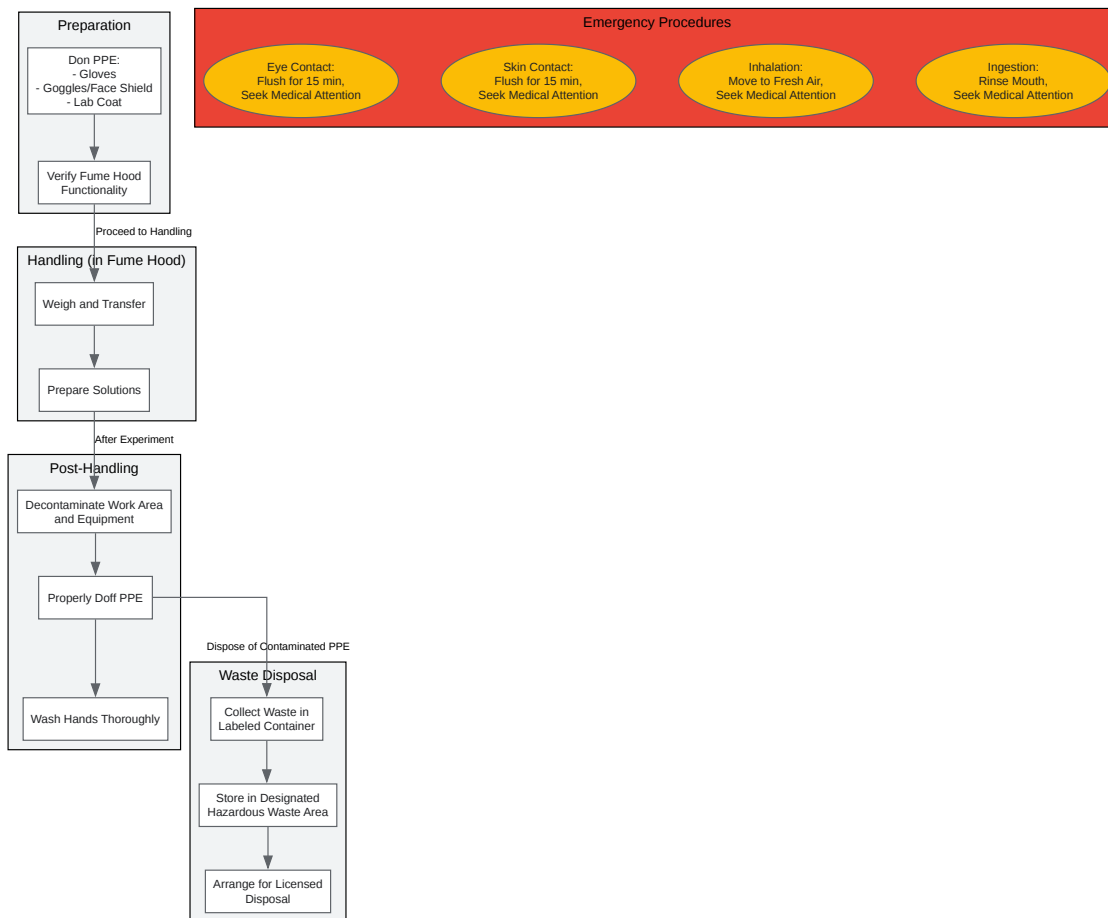 Preparation
Don PPE:
- Gloves
- Goggles/Face Shield
- Lab Coat
Verify Fume Hood
Functionality
Emergency Procedures
Eye Contact:
Flush for 15 min,
Seek Medical Attention
Skin Contact:
Flush for 15 min,
Seek Medical Attention
Inhalation:
Move to Fresh Air,
Seek Medical Attention
Ingestion:
Rinse Mouth,
Seek Medical Attention
Proceed to Handling
Handling (in Fume Hood)
Weigh and Transfer
Prepare Solutions
After Experiment
Post-Handling
Decontaminate Work Area
and Equipment
Properly Doff PPE
Wash Hands Thoroughly
Dispose of Contaminated PPE
Waste Disposal
Collect Waste in
Labeled Container
Store in Designated
Hazardous Waste Area
Arrange for Licensed
Disposal